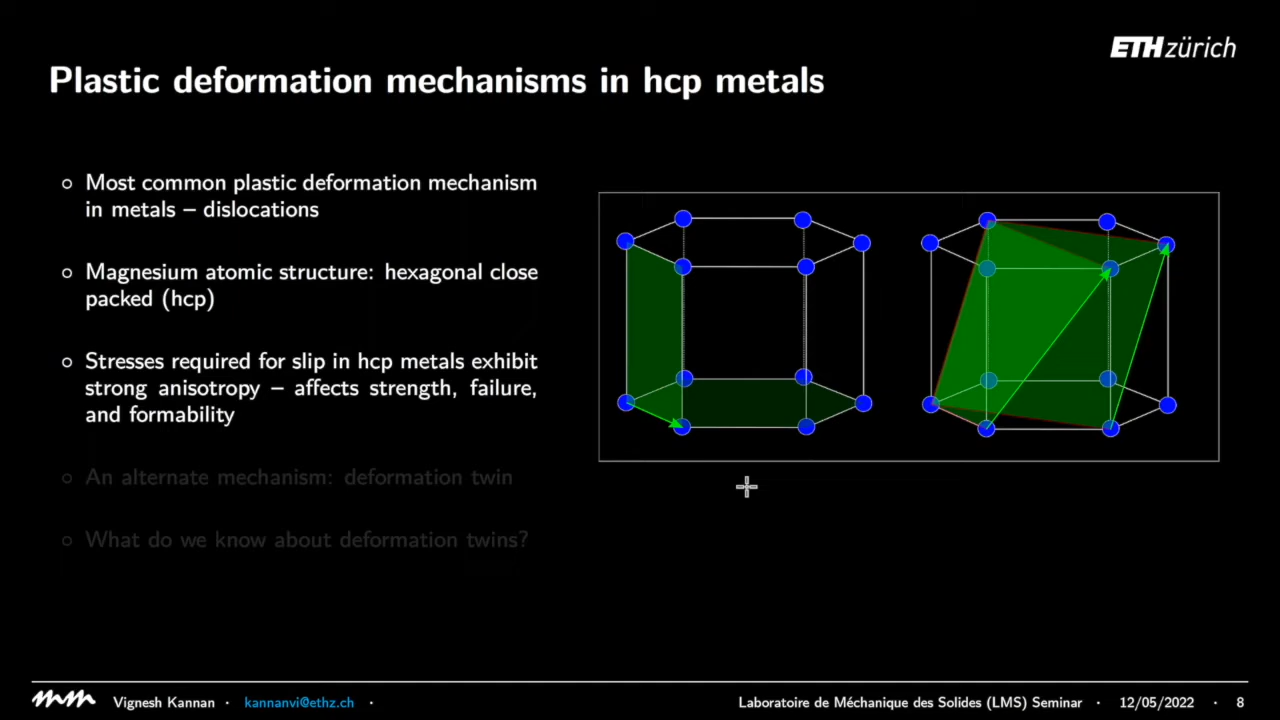 ETH zürich
Plastic deformation mechanisms in hcp metals
Most common plastic deformation mechanism
in metals – dislocations
Magnesium atomic structure: hexagonal close
packed (hcp)
Stresses required for slip in hcp metals exhibit
strong anisotropy – affects strength, failure,
and formability
An alternate mechanism: deformation twin
What do we know about deformation twins?
mm Vignesh Kannan · kannanvi@ethz.ch ·
Laboratoire de Méchanique des Solides (LMS) Seminar · 12/05/2022 · 8